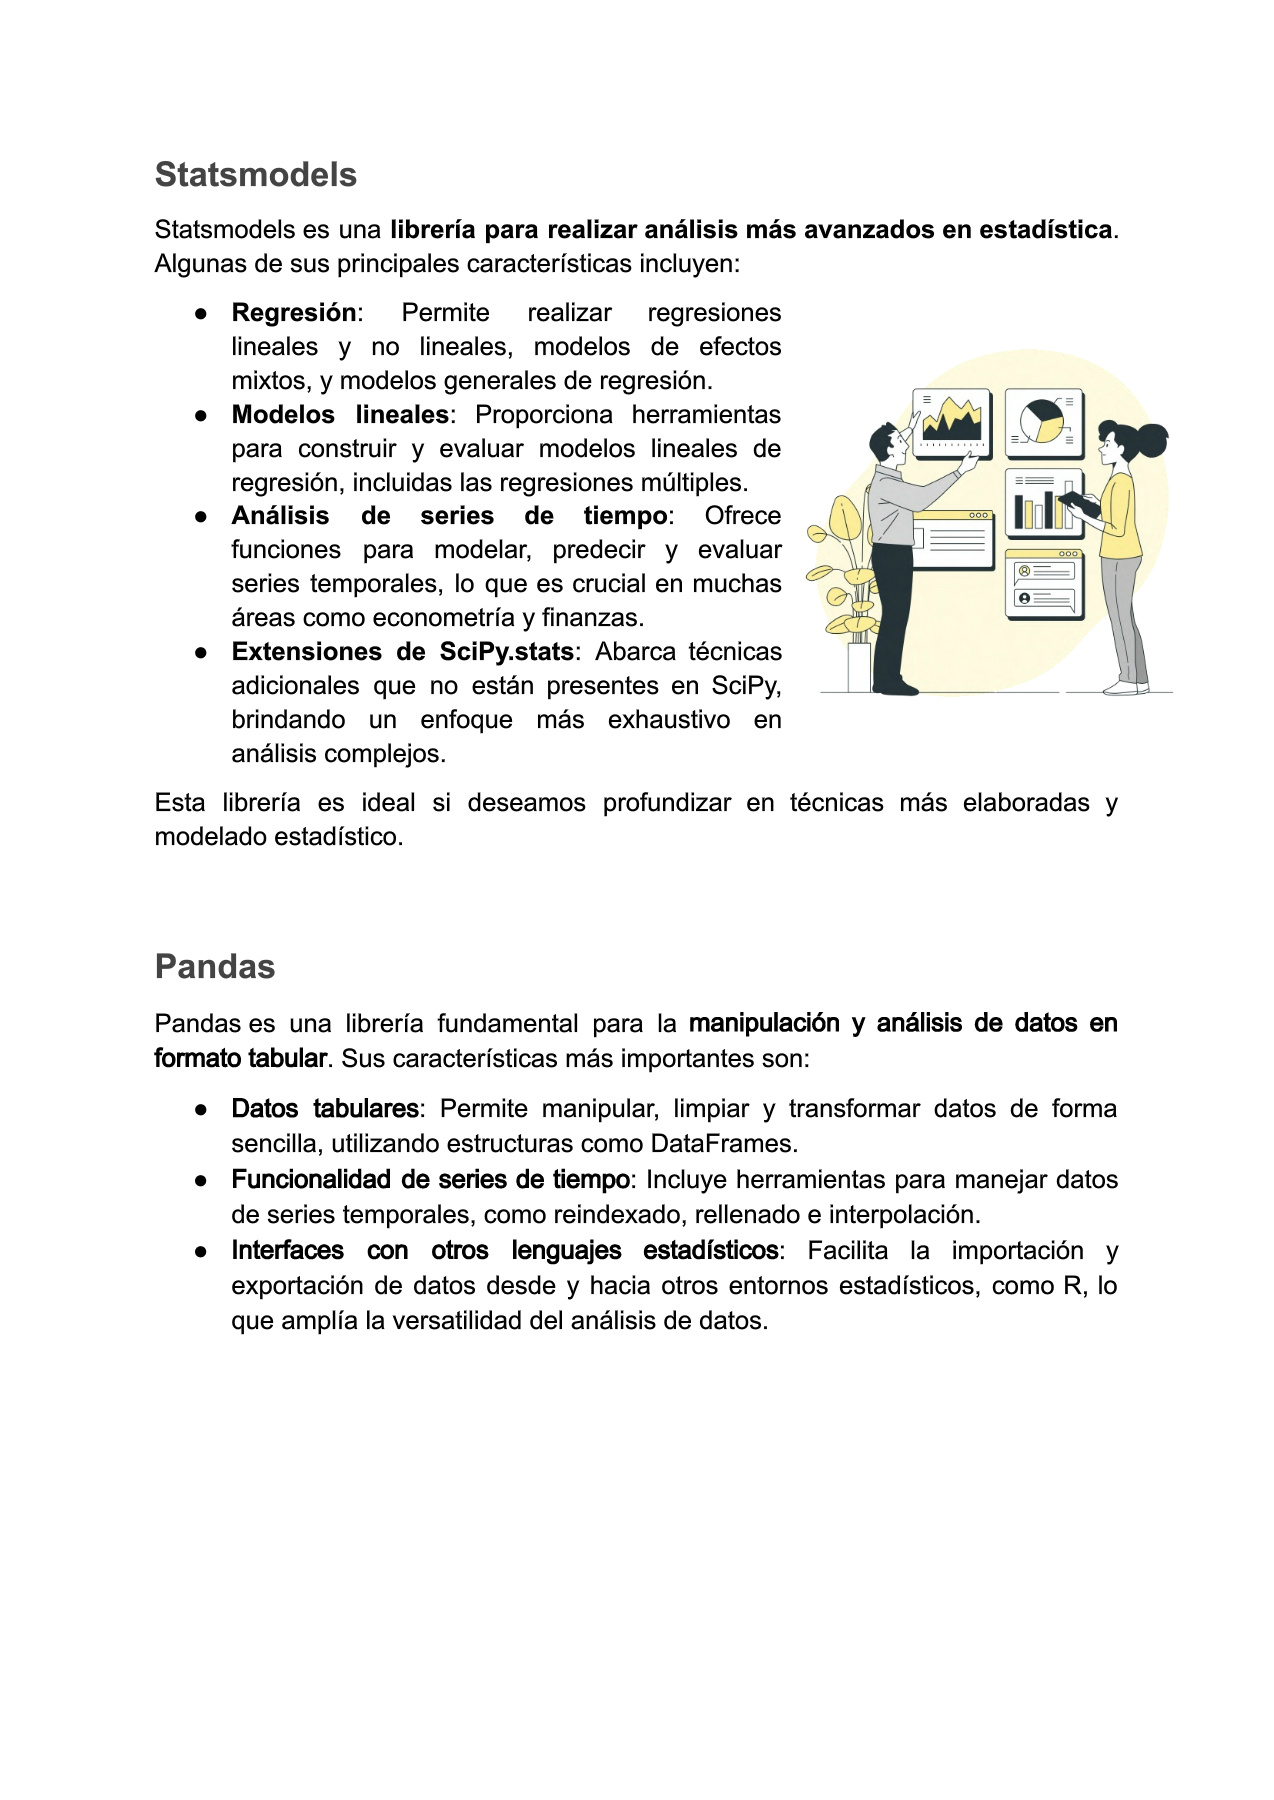 Statsmodels
Statsmodels es una librería para realizar análisis más avanzados en estadística.
Algunas de sus principales características incluyen:
● Regresión: Permite realizar regresiones
lineales y no lineales, modelos de efectos
mixtos, y modelos generales de regresión.
● Modelos lineales: Proporciona herramientas
para construir y evaluar modelos lineales de
regresión, incluidas las regresiones múltiples.
● Análisis de series de tiempo: Ofrece
funciones para modelar, predecir y evaluar
series temporales, lo que es crucial en muchas
áreas como econometría y finanzas.
● Extensiones de SciPy.stats: Abarca técnicas
adicionales que no están presentes en SciPy,
brindando un enfoque más exhaustivo en
análisis complejos.
Esta librería es ideal si deseamos profundizar en técnicas más elaboradas y
modelado estadístico.
Pandas
Pandas es una librería fundamental para la manipulación y análisis de datos en
formato tabular. Sus características más importantes son:
● Datos tabulares: Permite manipular, limpiar y transformar datos de forma
sencilla, utilizando estructuras como DataFrames.
● Funcionalidad de series de tiempo: Incluye herramientas para manejar datos
de series temporales, como reindexado, rellenado e interpolación.
● Interfaces con otros lenguajes estadísticos: Facilita la importación y
exportación de datos desde y hacia otros entornos estadísticos, como R, lo
que amplía la versatilidad del análisis de datos.